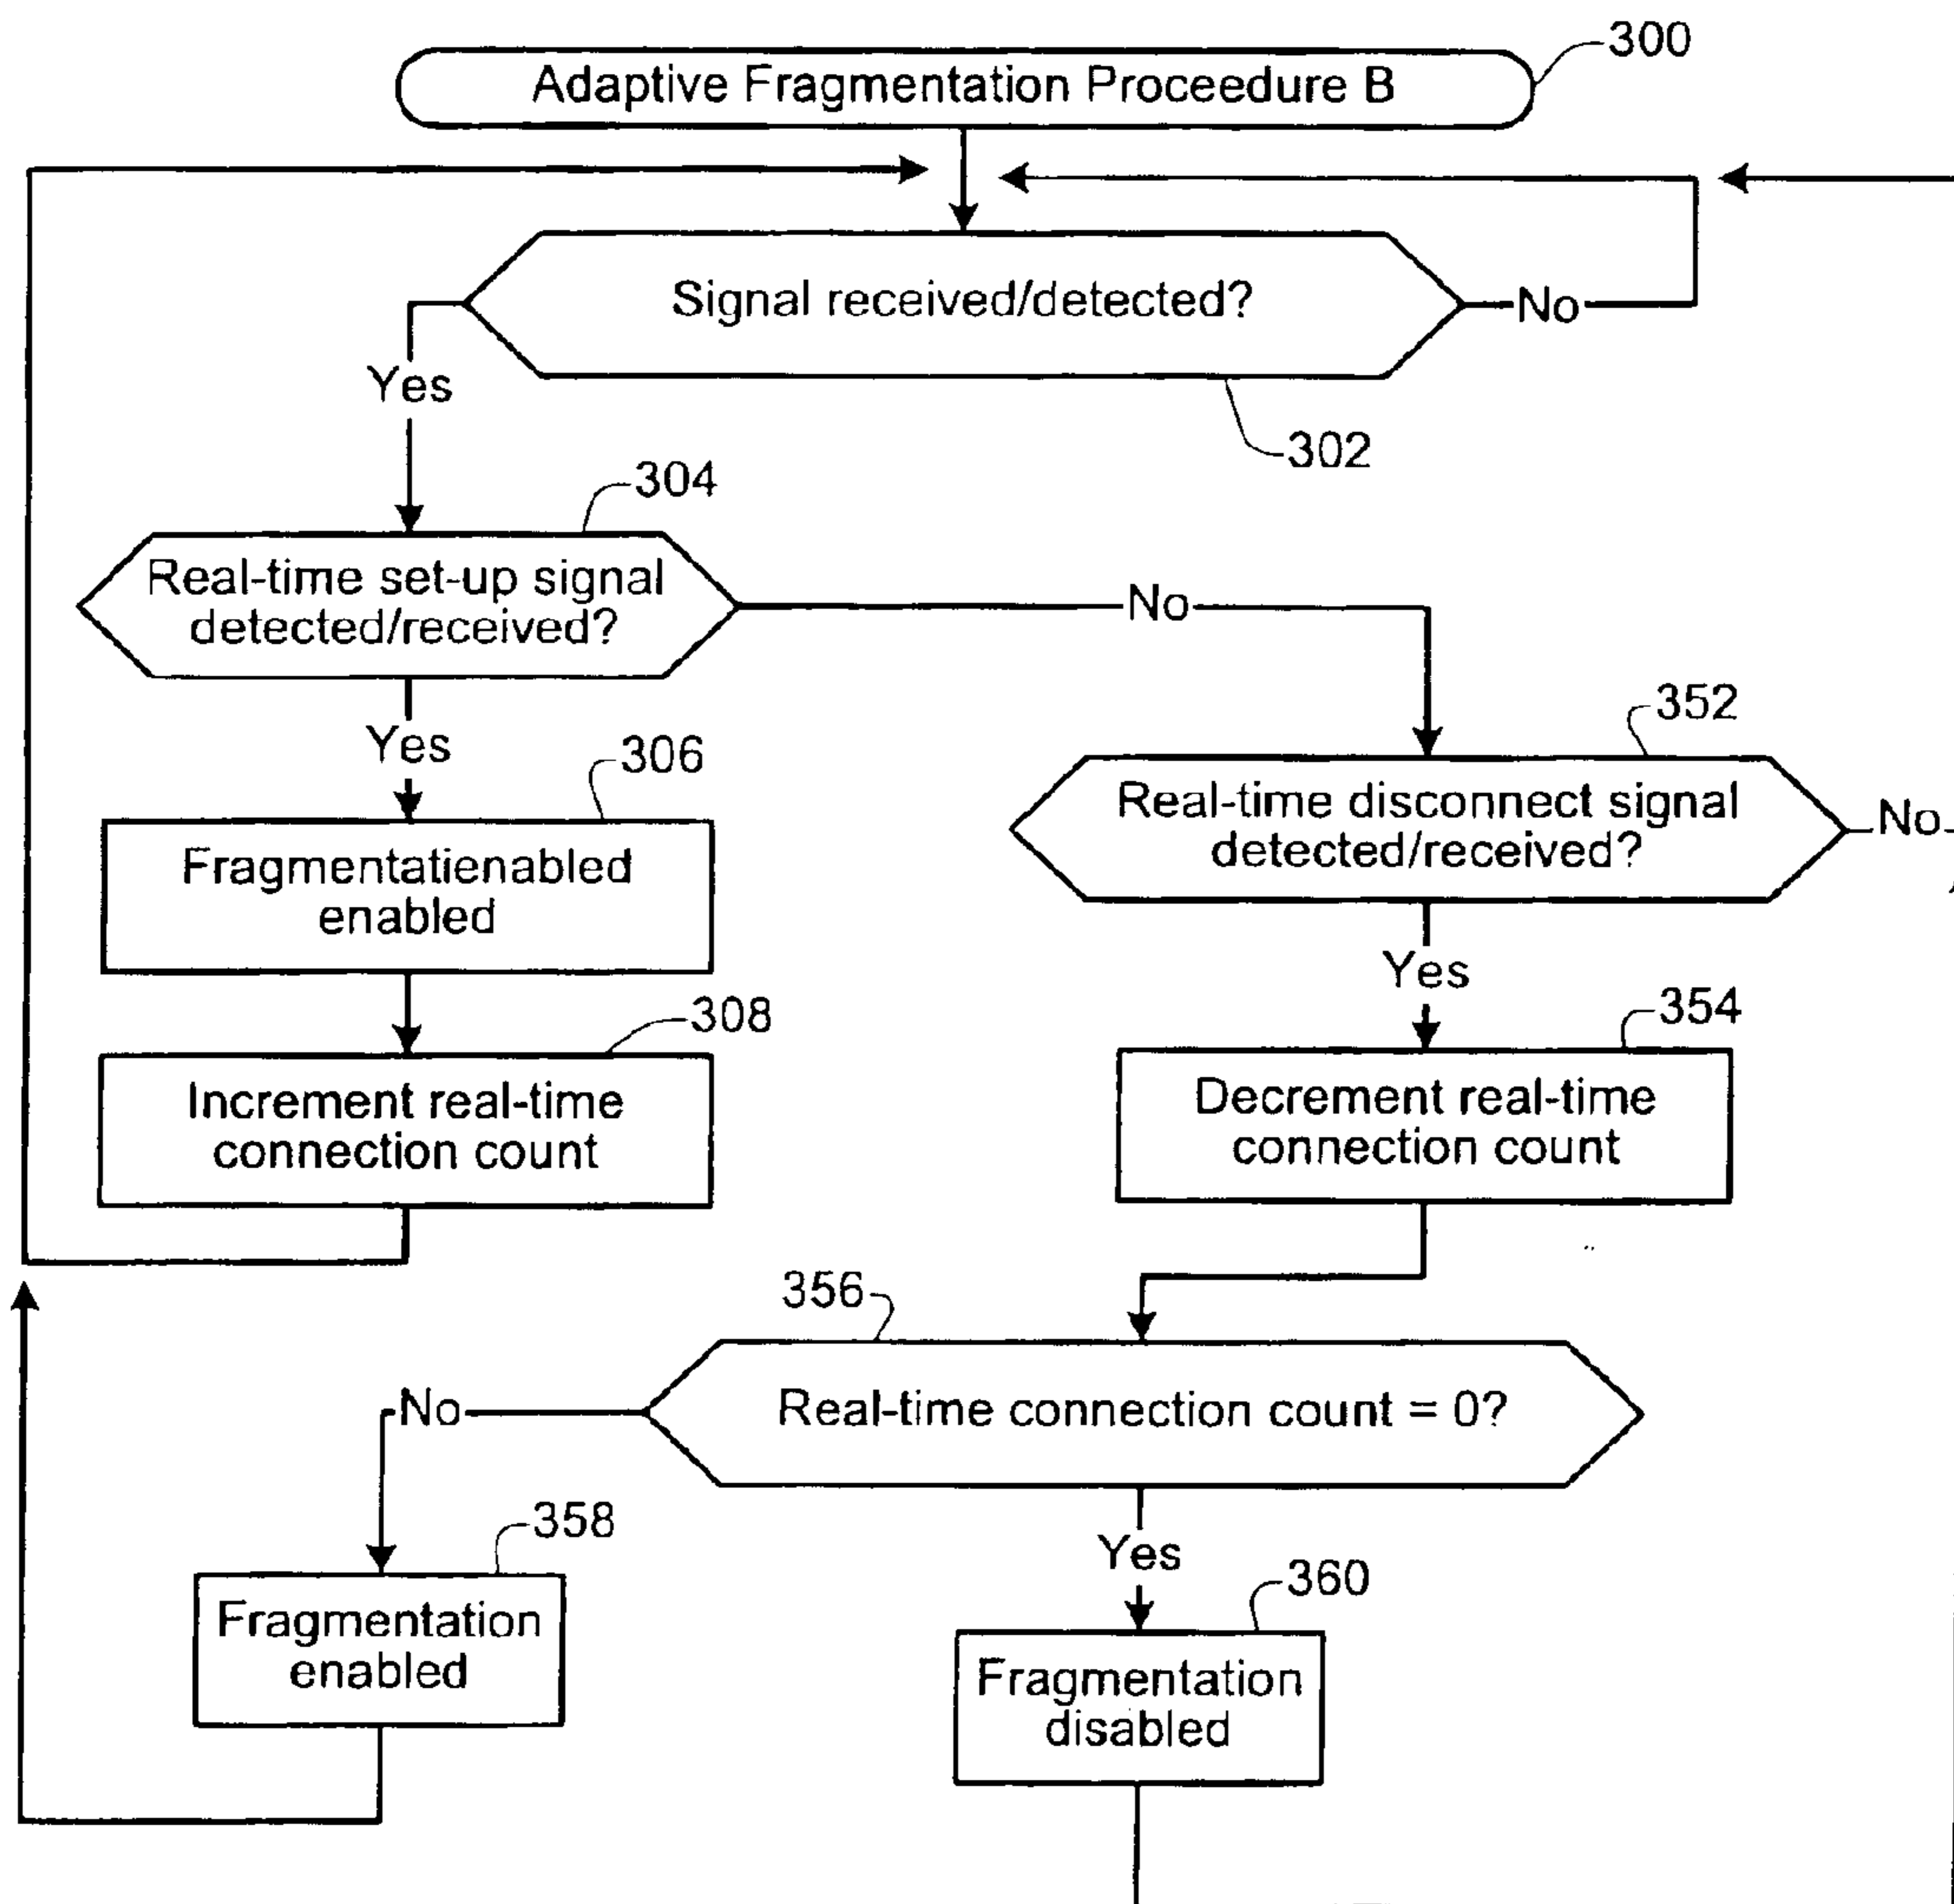 300
Adaptive Fragmentation Proceedure B
Signal received/detected?
No
Yes
302
304
Real-time set-up signal
detected/received?
No
Yes
352
306
Real-time disconnect signal
detected/received?
No
Fragmentatienabled
enabled
Yes
308
354
Increment real-time
connection count
Decrement real-time
connection count
356
Real-time connection count = 0?
No
358
Yes
360
Fragmentation
enabled
Fragmentation
disabled